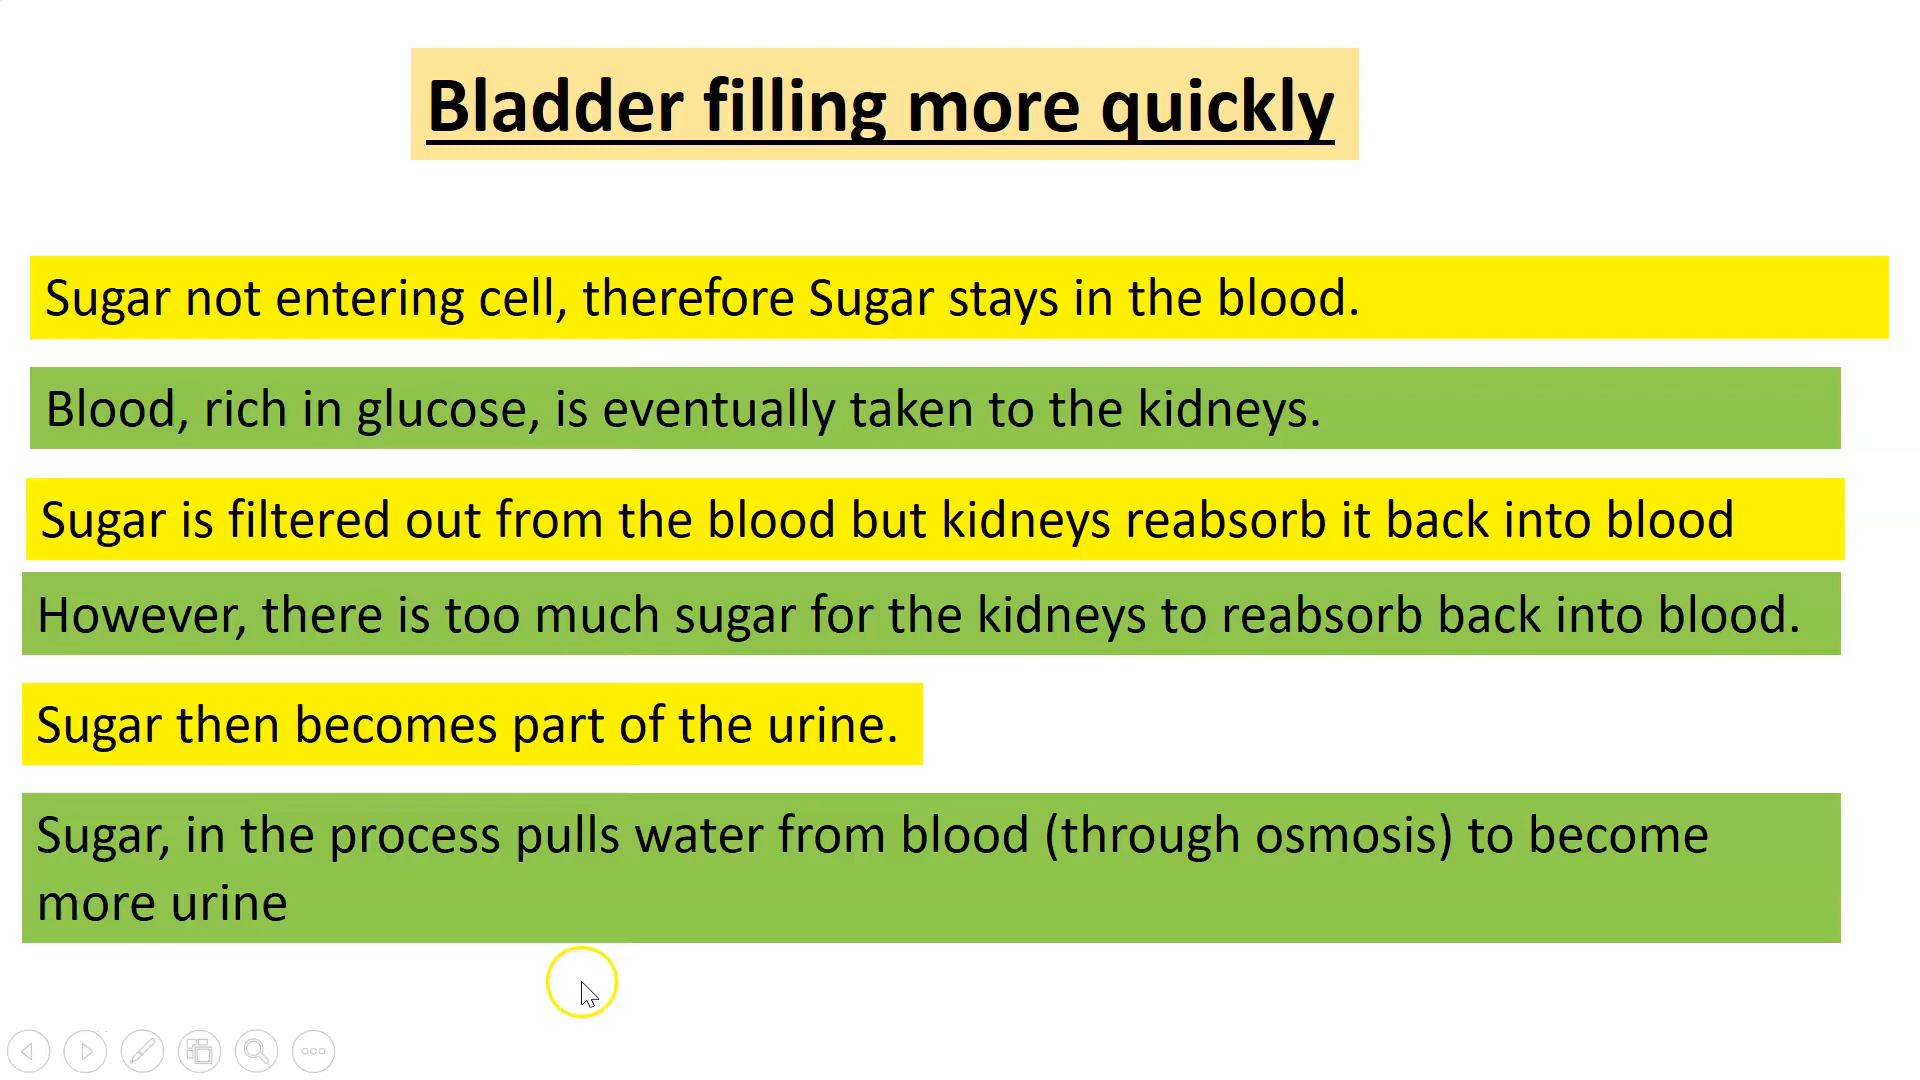 Bladder filling more quickly
Sugar not entering cell, therefore Sugar stays in the blood.
Blood, rich in glucose, is eventually taken to the kidneys.
Sugar is filtered out from the blood but kidneys reabsorb it back into blood
However, there is too much sugar for the kidneys to reabsorb back into blood.
Sugar then becomes part of the urine.
Sugar, in the process pulls water from blood (through osmosis) to become
more urine